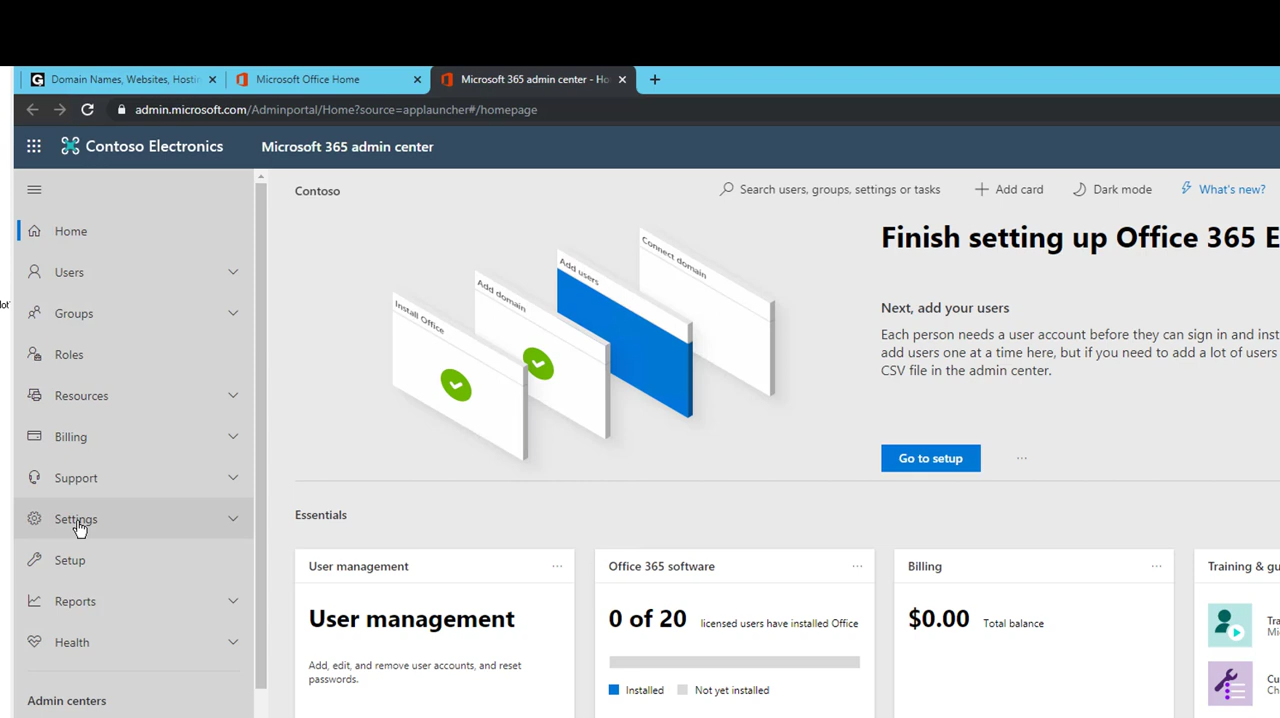 Domain Names, Websites, Hostin
Microsoft Office Home
Microsoft 365 admin center - Ho
admin.microsoft.com/Adminportal/Home?source=applauncher#/homepage
Contoso Electronics
Microsoft 365 admin center
Contoso
Search users, groups, settings or tasks
Add card
Dark mode
What's new?
Home
Users
Groups
Roles
Resources
Billing
Support
Settings
Setup
Reports
Health
Admin centers
Install Office
Add domain
Add users
Connect domain
Finish setting up Office 365 E
Next, add your users
Each person needs a user account before they can sign in and inst
add users one at a time here, but if you need to add a lot of users
CSV file in the admin center.
Go to setup
Essentials
User management
User management
Add, edit, and remove user accounts, and reset
passwords.
Office 365 software
0 of 20 licensed users have installed Office
Installed
Not yet installed
Billing
$0.00 Total balance
Training & gu
Tra
Mi
Cu
Ch